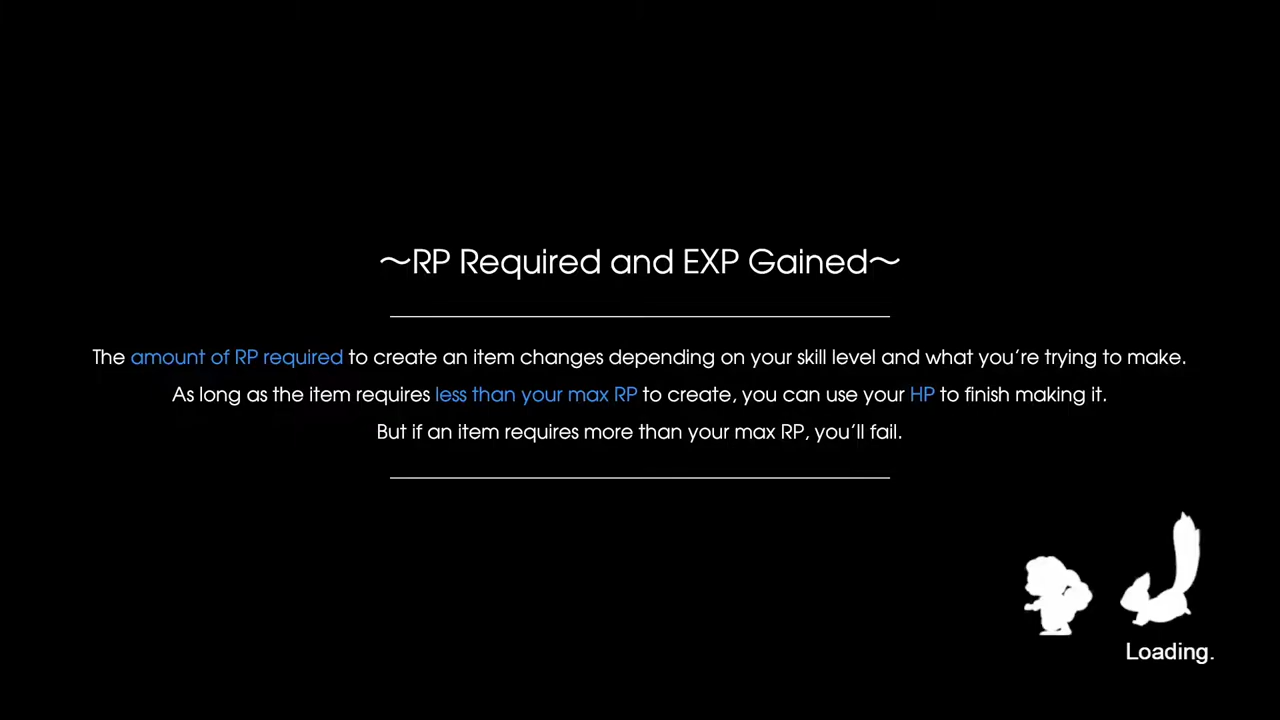 ～RP Required and EXP Gained～
The amount of RP required to create an item changes depending on your skill level and what you're trying to make.
As long as the item requires less than your max RP to create, you can use your HP to finish making it.
But if an item requires more than your max RP, you'll fail.
Loading.